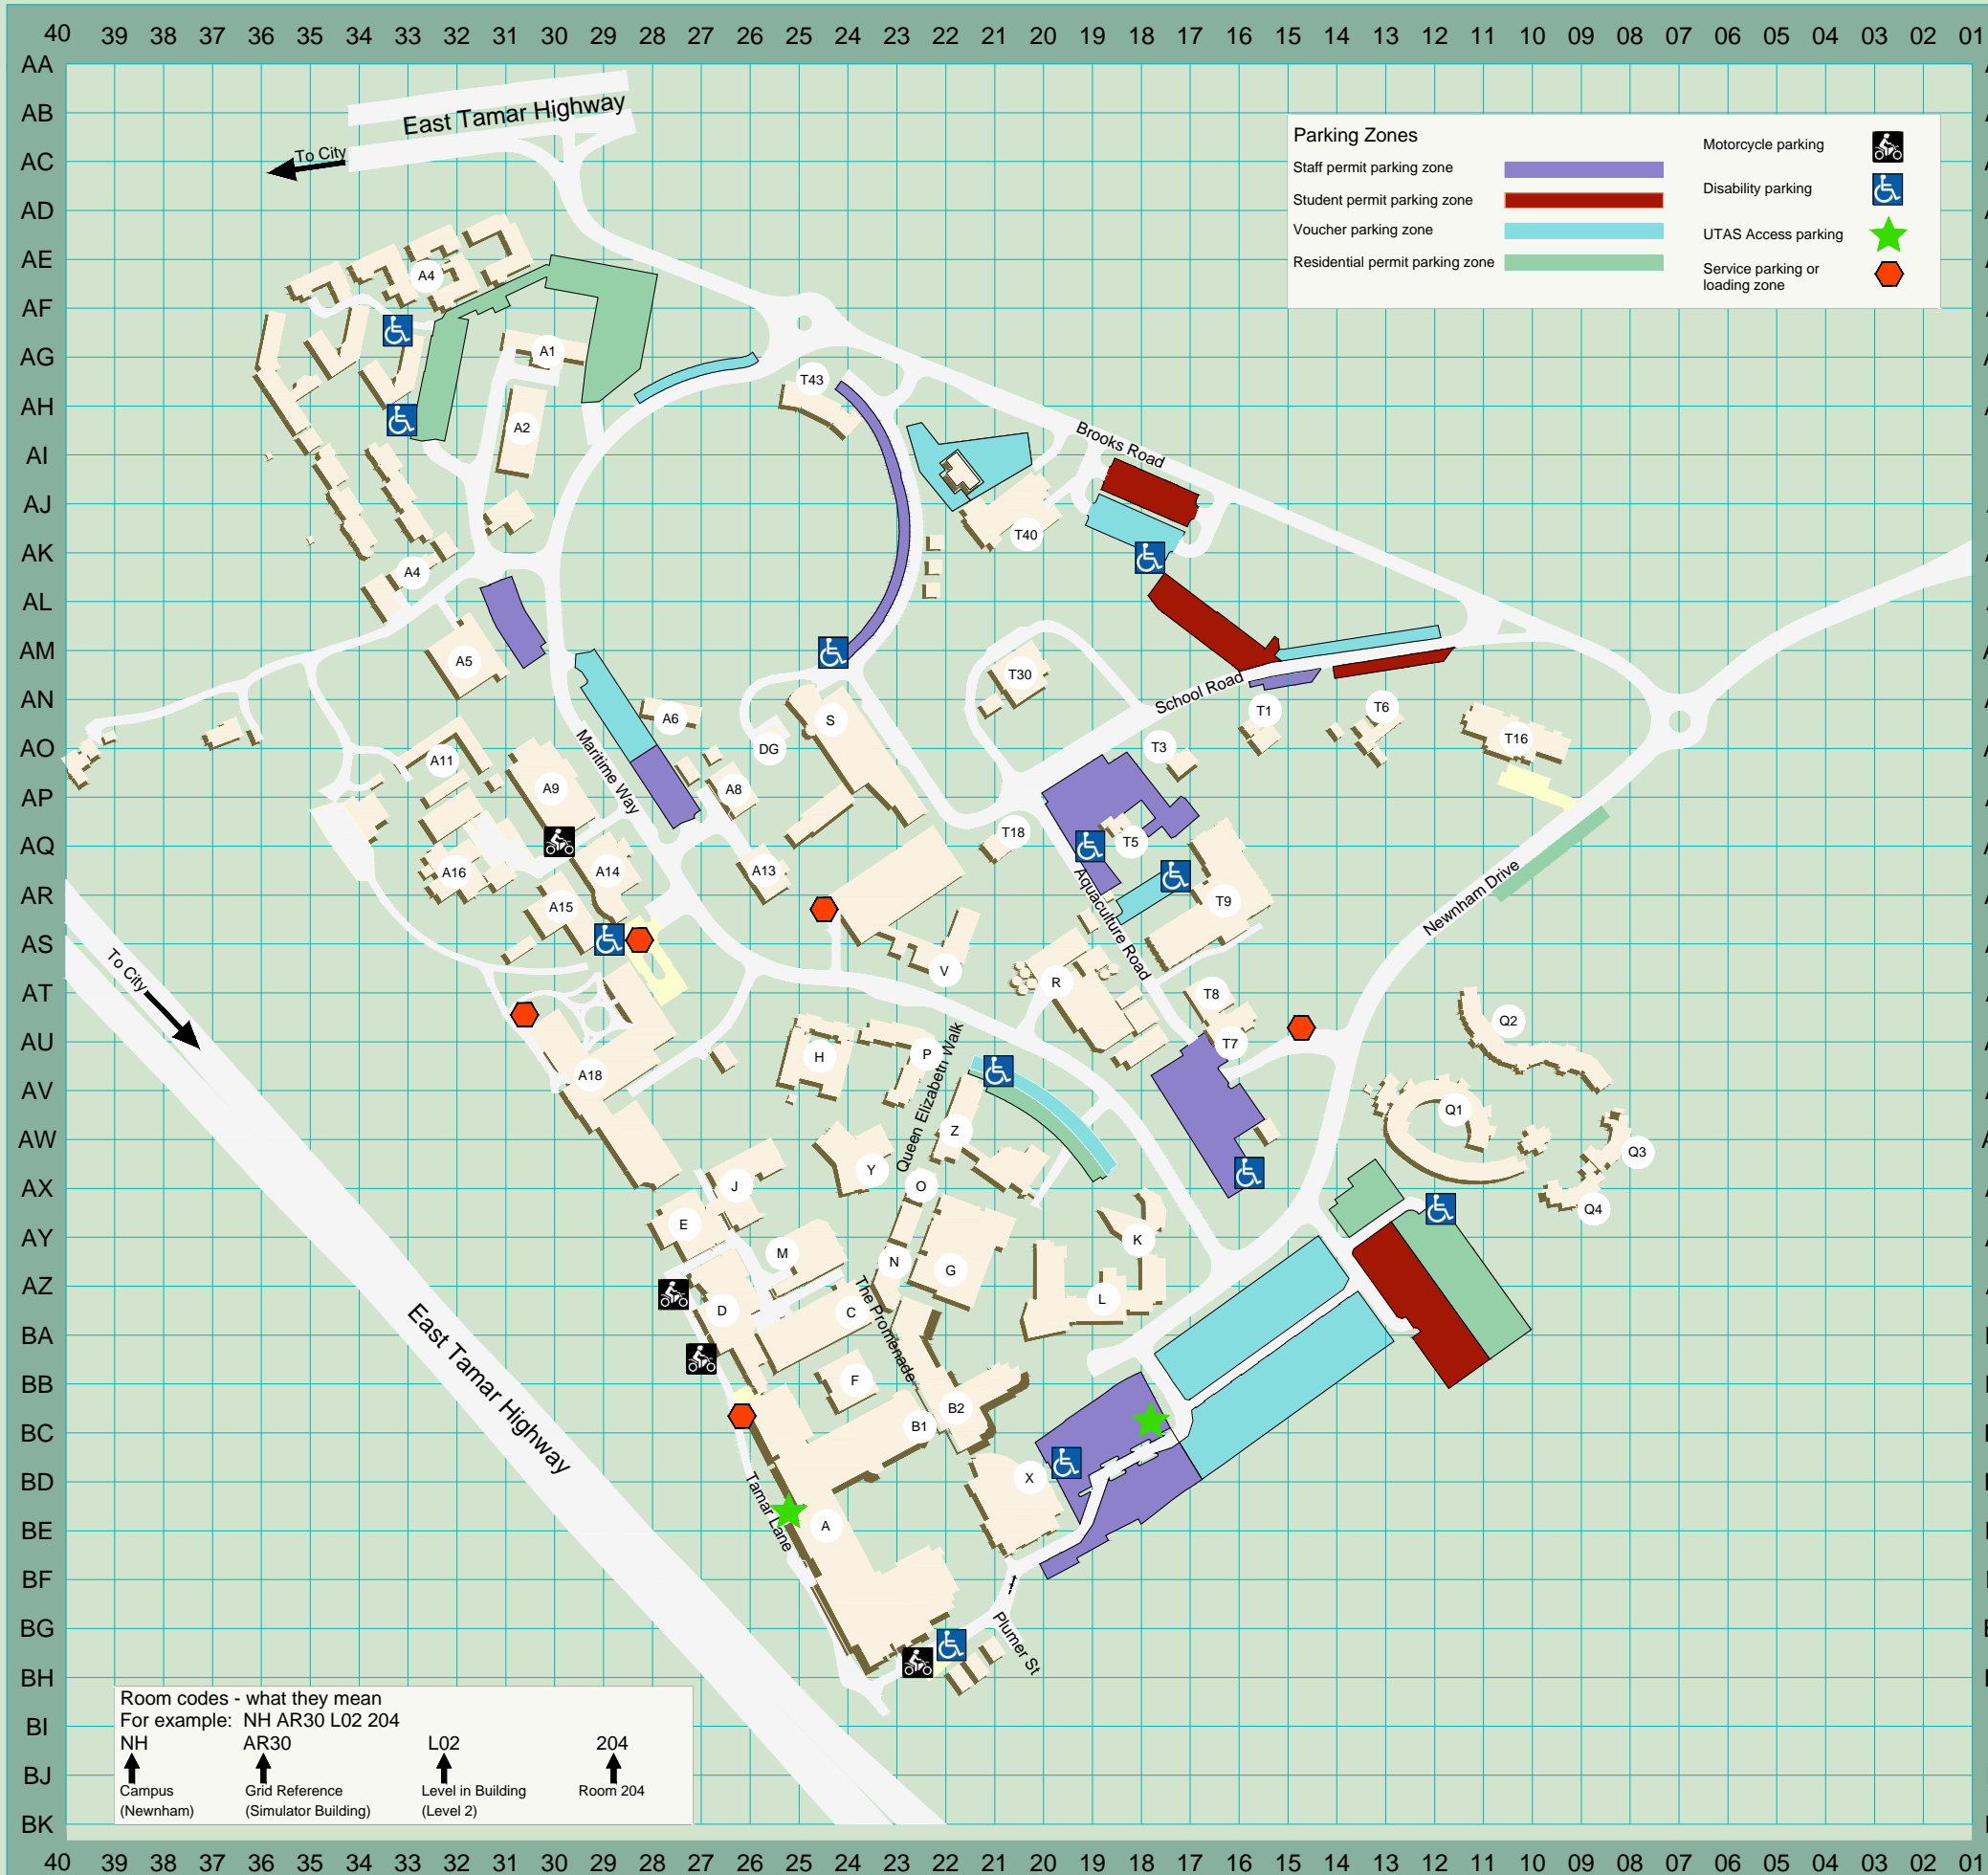 40 39 38 37 36 35 34 33 32 31 30 29 28 27 26 25 24 23 22 21 20 19 18 17 16 15 14 13 12 11 10 09 08 07 06 05 04 03 02 01
AA
AB
East Tamar Highway
AC
To City
Parking Zones
Staff permit parking zone
Student permit parking zone
Voucher parking zone
Residential permit parking zone
Motorcycle parking
Disability parking
UTAS Access parking
Service parking or
loading zone
AD
AE
A4
AF
AG
A1
T43
AH
A2
Brooks Road
AI
AJ
T40
AK
A4
AL
AM
A5
T30
School Road
AN
A6
S
T1
T6
AO
Maritime Way
DG
T3
T16
A11
AP
A9
A8
T18
T5
AQ
A16
A14
A13
Aquaculture Road
Newnham Drive
AR
A15
T9
AS
To City
V
R
AT
T8
Q2
AU
H
P
Queen Elizabeth Walk
T7
A18
AV
Q1
AW
Z
Y
Q3
AX
J
O
Q4
E
AY
M
K
N
G
AZ
D
C
The Promenade
L
BA
East Tamar Highway
BB
F
B2
BC
B1
BD
Tamar Lane
X
BE
A
BF
BG
Plumer St
BH
Room codes - what they mean
For example: NH AR30 L02 204
BI
NH AR30 L02 204
BJ
Campus Grid Reference Level in Building Room 204
(Newnham) (Simulator Building) (Level 2)
BK
40 39 38 37 36 35 34 33 32 31 30 29 28 27 26 25 24 23 22 21 20 19 18 17 16 15 14 13 12 11 10 09 08 07 06 05 04 03 02 01